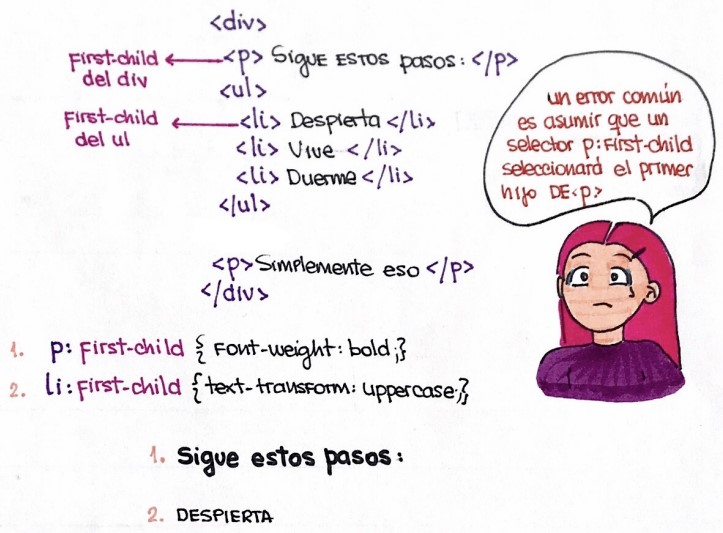 <div>
First-child
del div
<p> Sigue estos pasos: </p>
<ul>
First-child
del ul
<li> Despierta </li>
<li> Vive </li>
<li> Duerme </li>
</ul>
<p> Simplemente eso </p>
</div>
un error común
es asumir que un
selector p:First-child
seleccionará el primer
hijo DE <p>
1. p: First-child { Font-weight: bold;}
2. li: First-child {text-transform: uppercase;}
1. Sigue estos pasos:
2. DESPIERTA